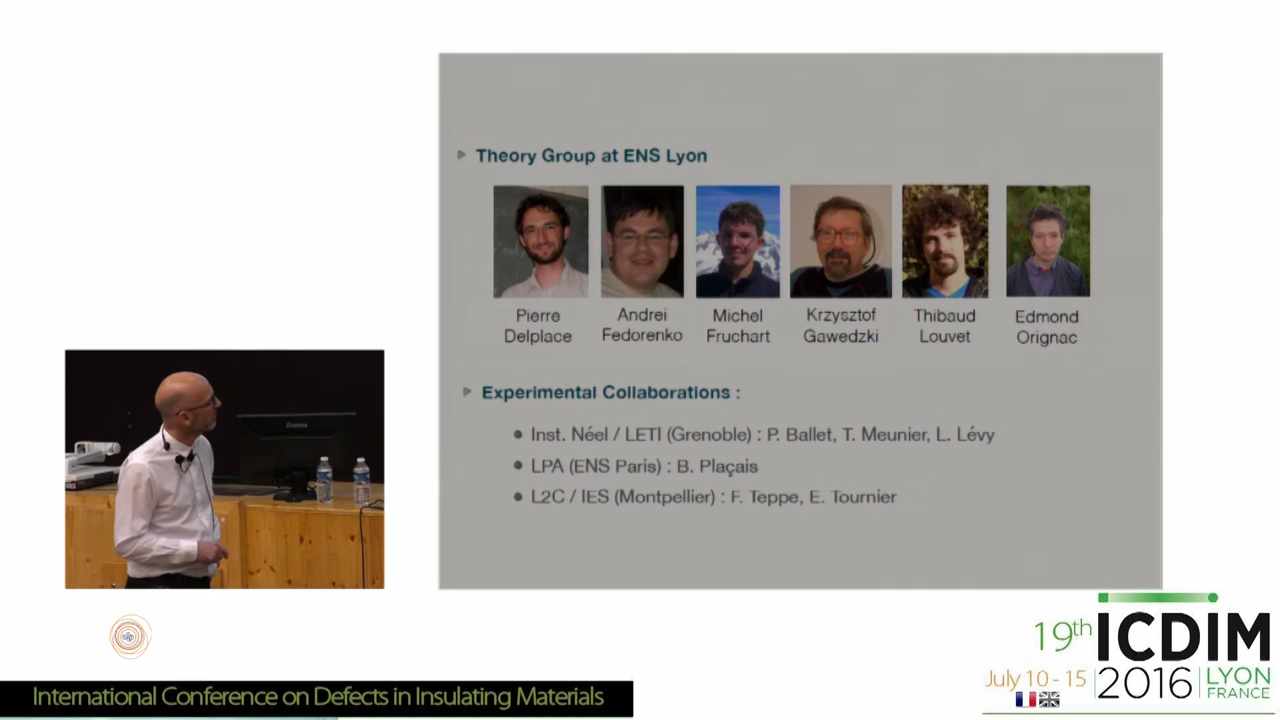 Theory Group at ENS Lyon
Pierre Delplace
Andrei Fedorenko
Michel Fruchart
Krzysztof Gawedzki
Thibaud Louvet
Edmond Orignac
Experimental Collaborations :
Inst. Néel / LETI (Grenoble) : P. Ballet, T. Meunier, L. Lévy
LPA (ENS Paris) : B. Plaçais
L2C / IES (Montpellier) : F. Teppe, E. Tournier
19th ICDIM
July 10 - 15 2016 LYON
FRANCE
International Conference on Defects in Insulating Materials